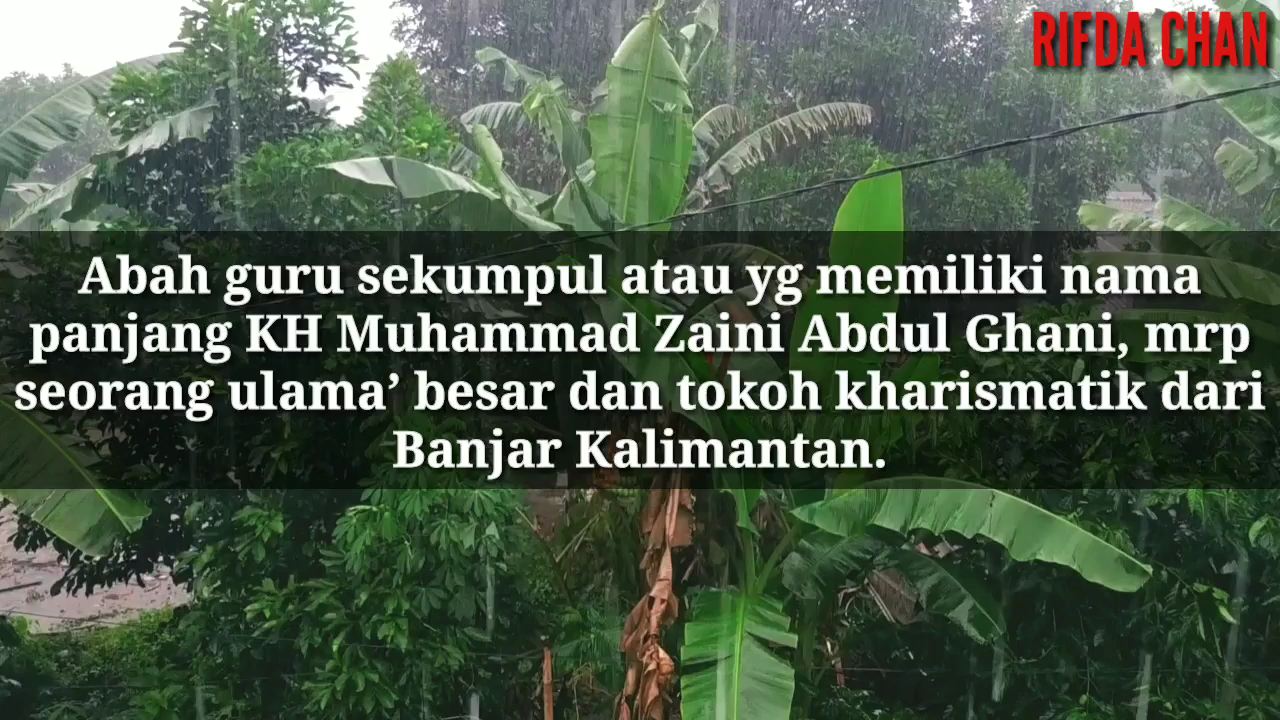 RIFDA CHAN
Abah guru sekumpul atau yg memiliki nama
panjang KH Muhammad Zaini Abdul Ghani, mrp
seorang ulama’ besar dan tokoh kharismatik dari
Banjar Kalimantan.